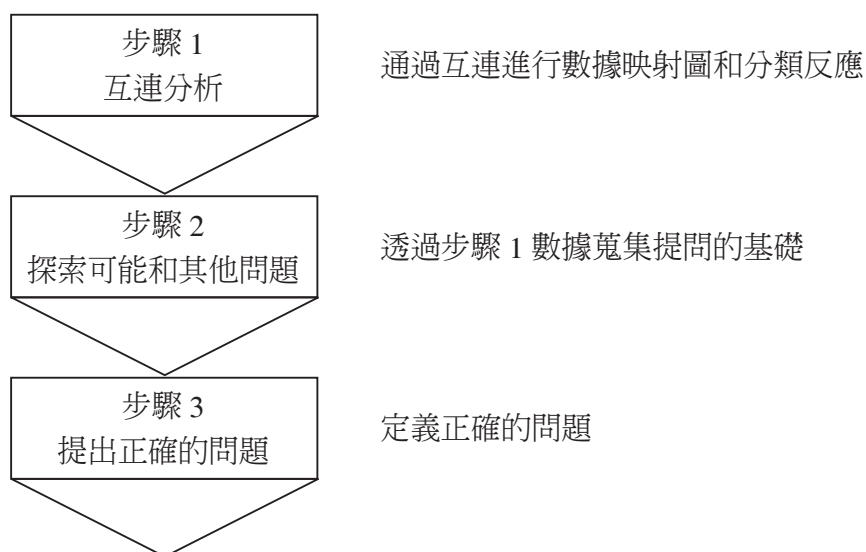 步驟 1
互連分析
通過互連進行數據映射圖和分類反應
步驟 2
探索可能和其他問題
透過步驟 1 數據蒐集提問的基礎
步驟 3
提出正確的問題
定義正確的問題